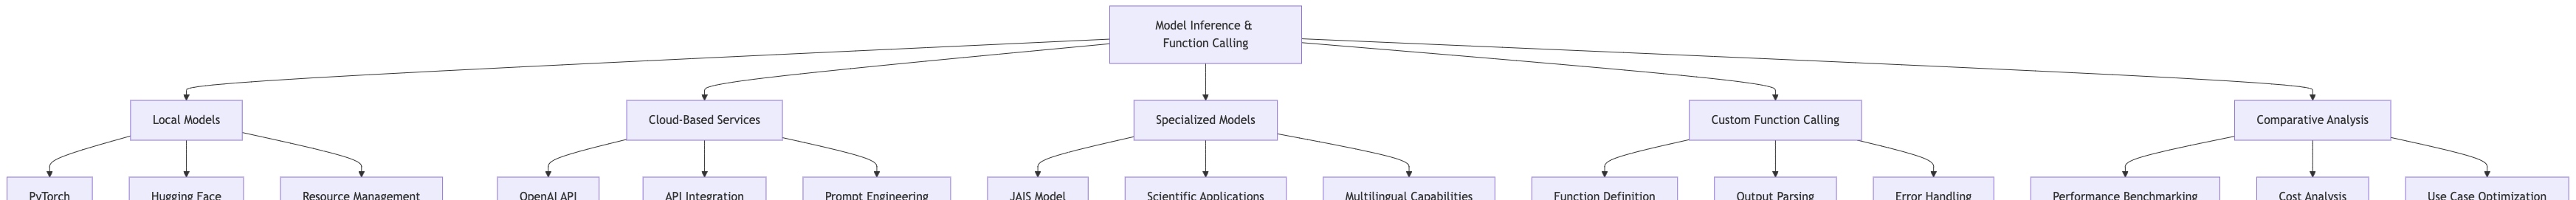 Model Inference &
Function Calling
Local Models
Cloud-Based Services
Specialized Models
Custom Function Calling
Comparative Analysis
PyTorch
Hugging Face
Resource Management
OpenAI API
API Integration
Prompt Engineering
JAIS Model
Scientific Applications
Multilingual Capabilities
Function Definition
Output Parsing
Error Handling
Performance Benchmarking
Cost Analysis
Use Case Optimization